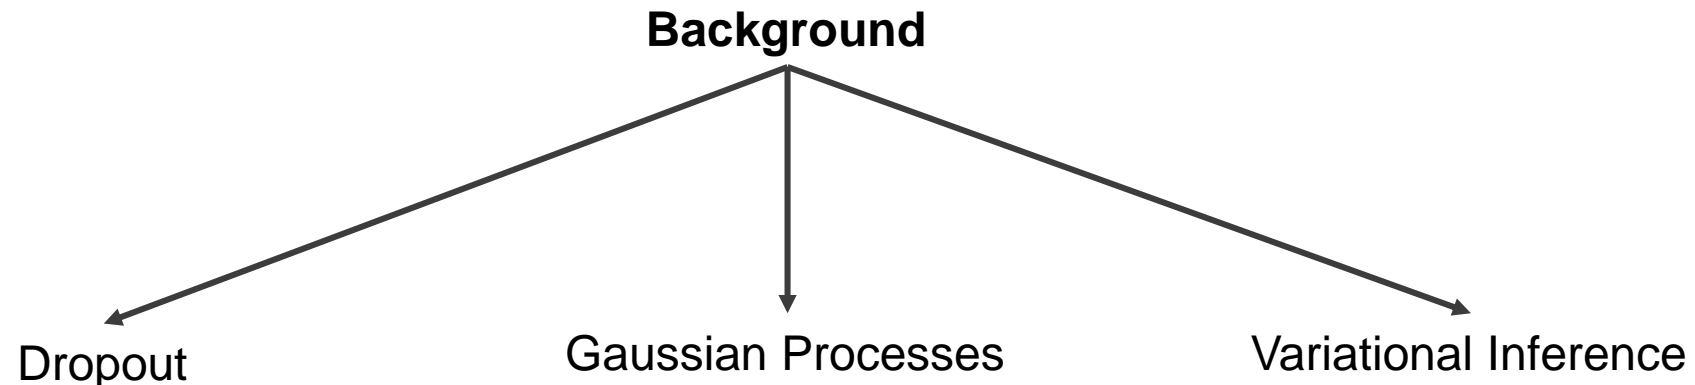 Background
Dropout
Gaussian Processes
Variational Inference